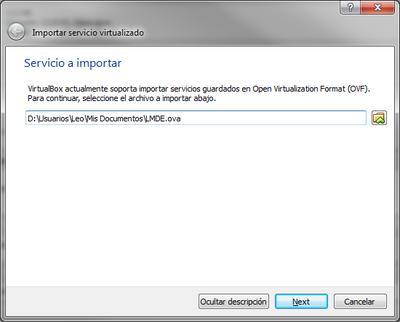 Importar servicio virtualizado
Servicio a importar
VirtualBox actualmente soporta importar servicios guardados en Open Virtualization Format (OVF).
Para continuar, seleccione el archivo a importar abajo.
D:\Usuarios\Leo\Mis Documentos\LMDE.ova
Ocultar descripción
Next
Cancelar